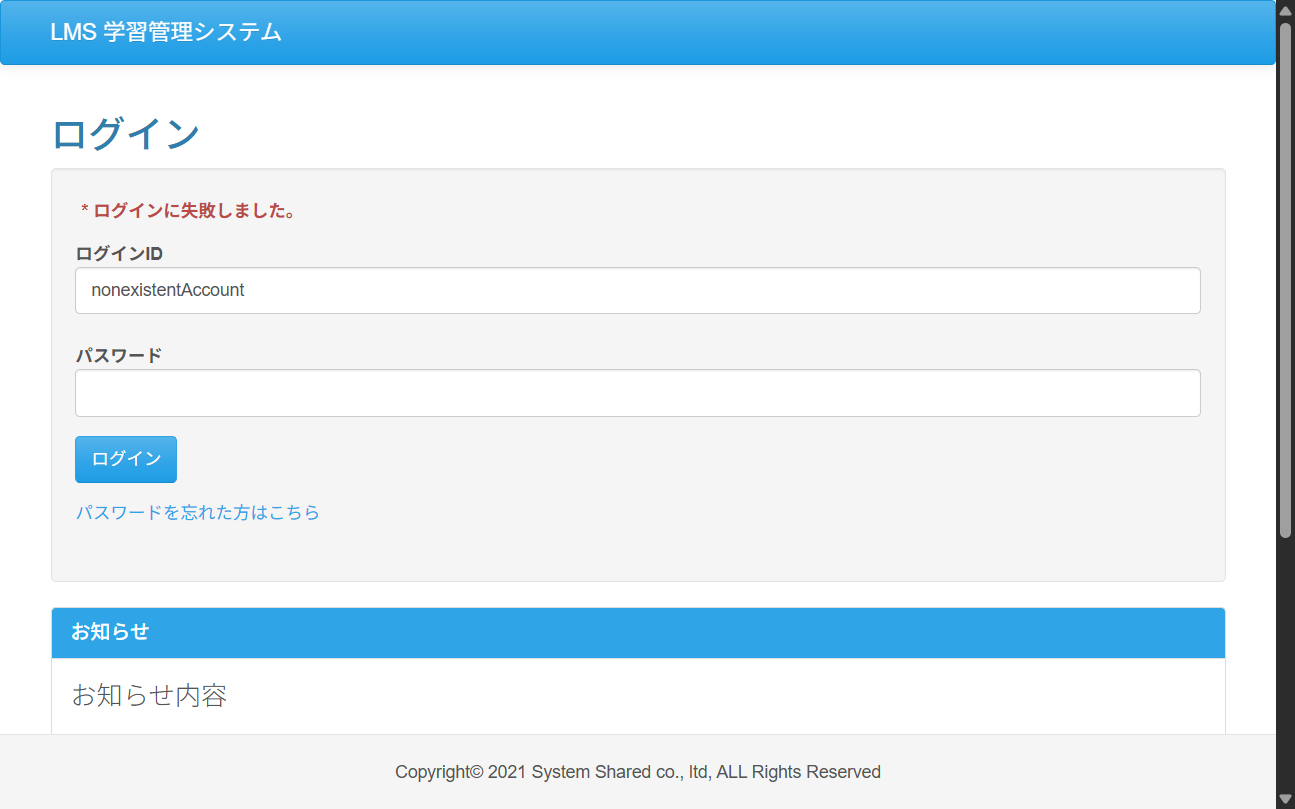 LMS 学習管理システム
ログイン
* ログインに失敗しました。
ログインID
nonexistentAccount
パスワード
ログイン
パスワードを忘れた方はこちら
お知らせ
お知らせ内容
Copyright© 2021 System Shared co., ltd, ALL Rights Reserved